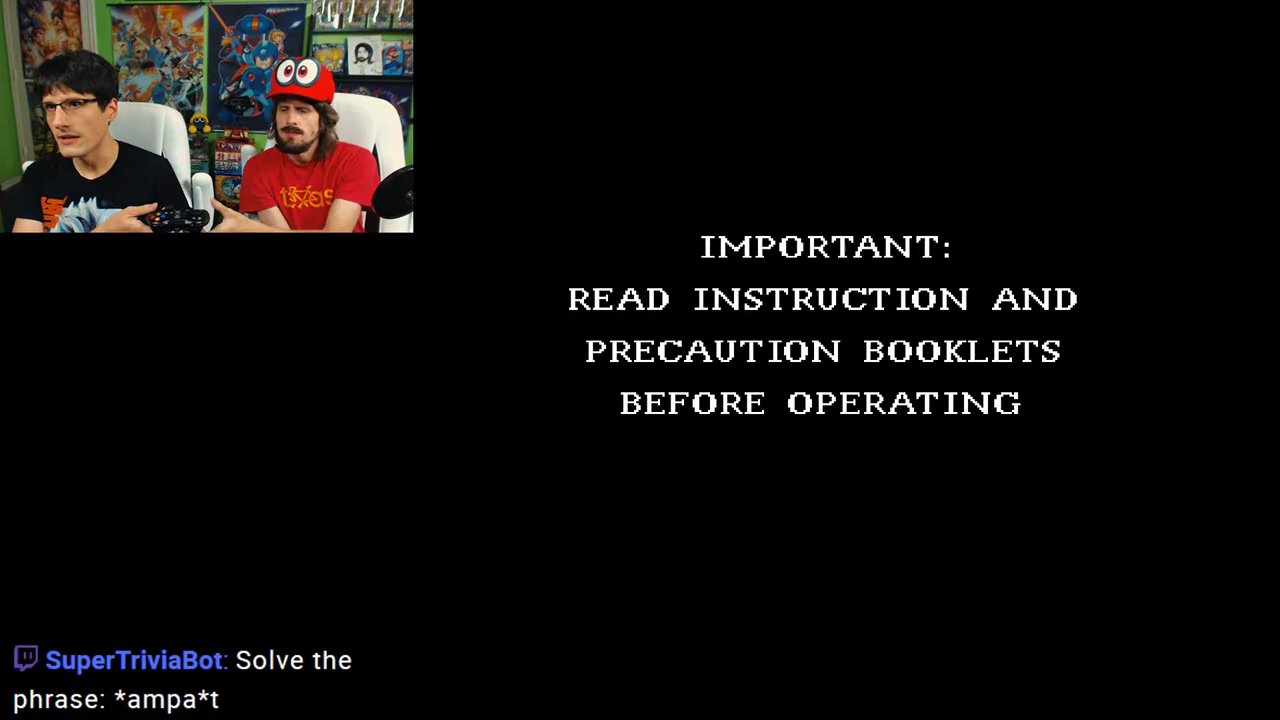 IMPORTANT:
READ INSTRUCTION AND
PRECAUTION BOOKLETS
BEFORE OPERATING
SuperTriviaBot: Solve the
phrase: *ampa*t